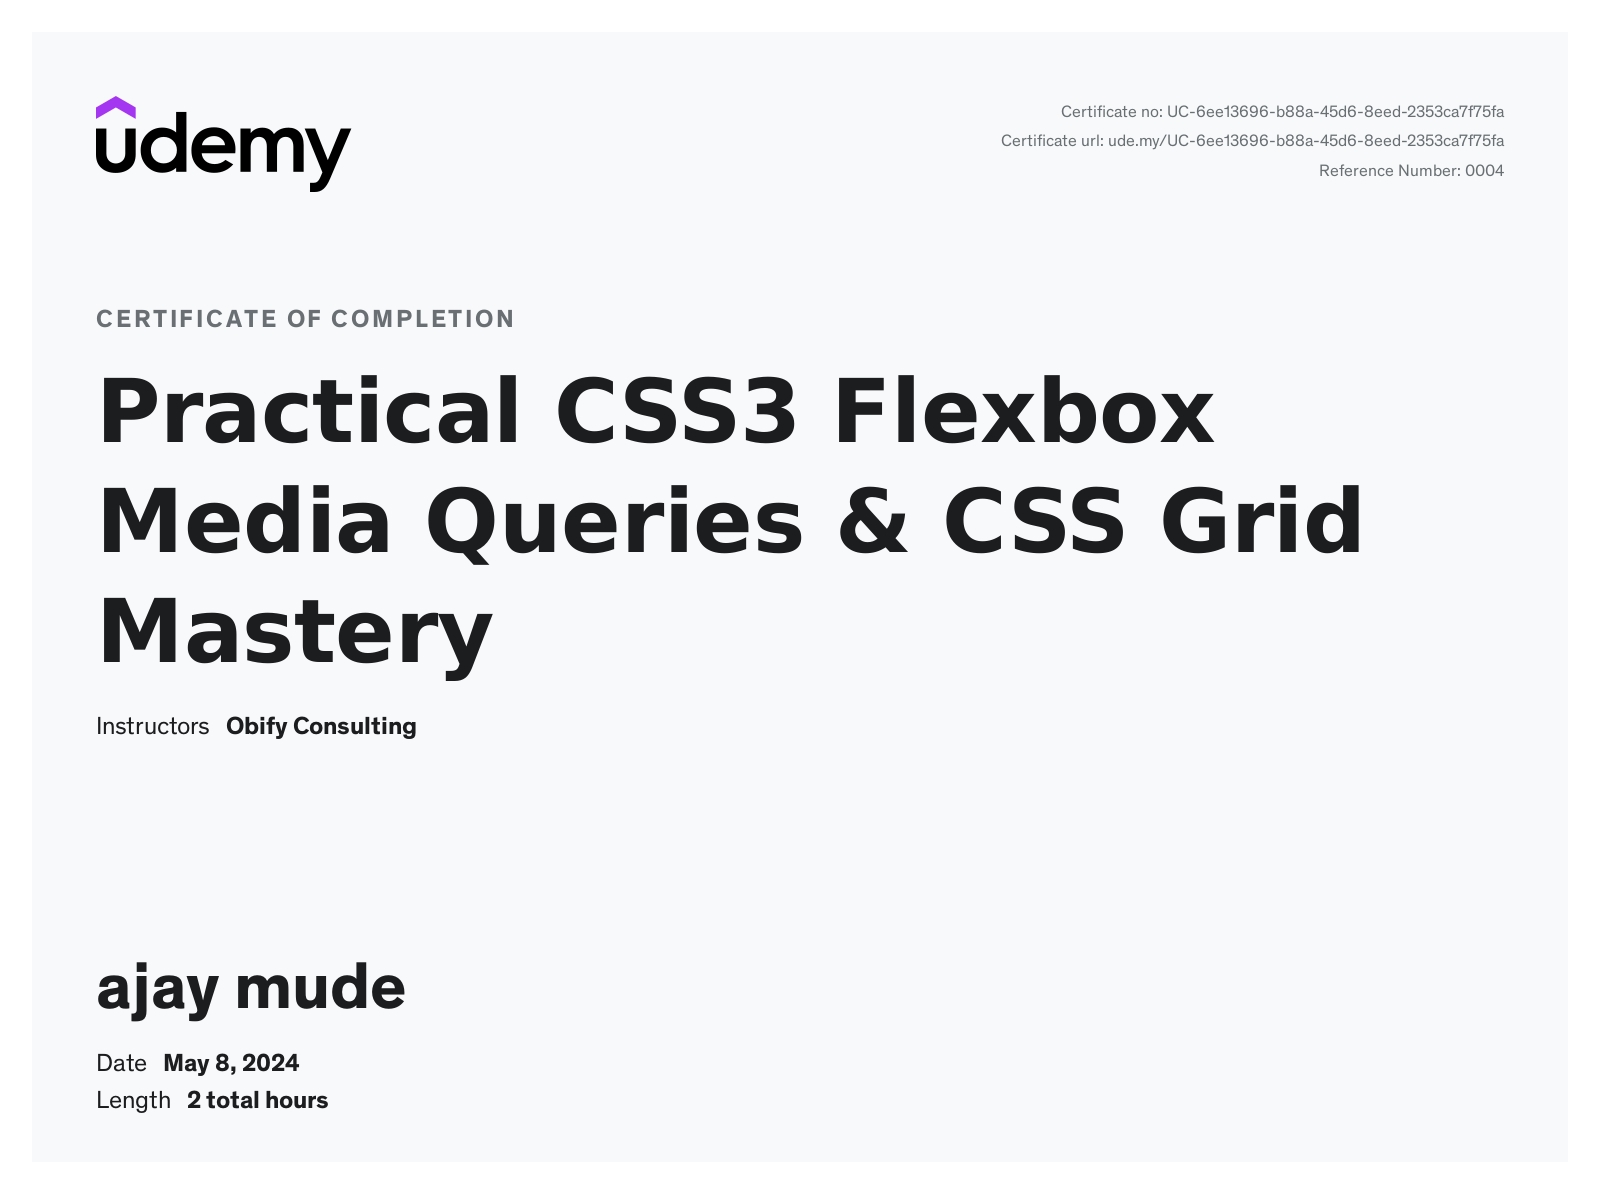 udemy
Certificate no: UC-6ee13696-b88a-45d6-8eed-2353ca7f75fa
Certificate url: ude.my/UC-6ee13696-b88a-45d6-8eed-2353ca7f75fa
Reference Number: 0004
CERTIFICATE OF COMPLETION
Practical CSS3 Flexbox
Media Queries & CSS Grid
Mastery
Instructors Obify Consulting
ajay mude
Date May 8, 2024
Length 2 total hours